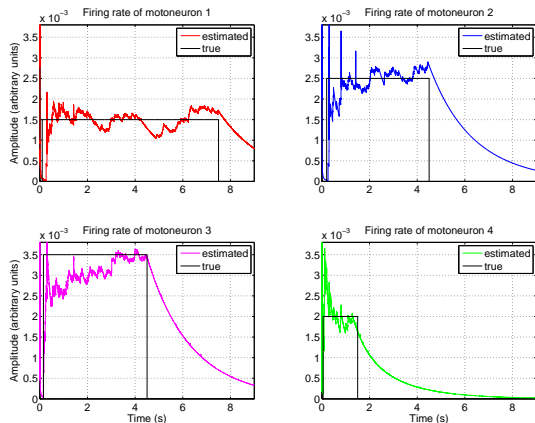 Firing rate of motoneuron 1
x 10⁻³
Amplitude (arbitrary units)
3.5
3
2.5
2
1.5
1
0.5
0
0 2 4 6 8
estimated
true
Firing rate of motoneuron 2
x 10⁻³
3.5
3
2.5
2
1.5
1
0.5
0
0 2 4 6 8
estimated
true
Firing rate of motoneuron 3
x 10⁻³
Amplitude (arbitrary units)
3.5
3
2.5
2
1.5
1
0.5
0
0 2 4 6 8
Time (s)
estimated
true
Firing rate of motoneuron 4
x 10⁻³
3.5
3
2.5
2
1.5
1
0.5
0
0 2 4 6 8
Time (s)
estimated
true